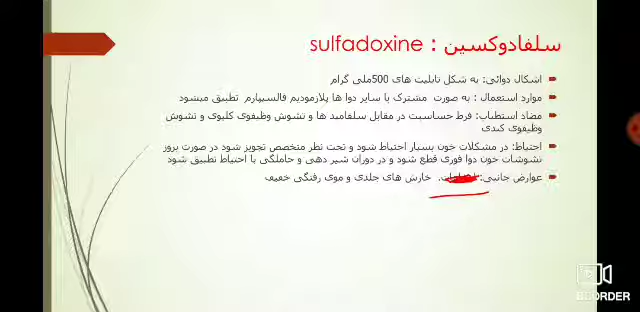 سلفادوکسین : sulfadoxine
اشکال دوائی: به شکل تابلیت های 500ملی گرام
موارد استعمال : به صورت مشترک با سایر دوا ها پلازمودیم فالسیپارم تطبیق میشود
مضاد استطباب: فرط حساسیت در مقابل سلفامید ها و تشوش وظیفوی کلیوی و تشوش
وظیفوی کبدی
احتیاط: در مشکلات خون بسیار احتیاط شود و تحت نظر متخصص تجویز شود در صورت بروز
تشوشات خون دوا فوری قطع شود و در دوران شیر دهی و حاملگی با احتیاط تطبیق شود
عوارض جانبی: خارش های جلدی و موی رفتگی خفیف
RECORDER